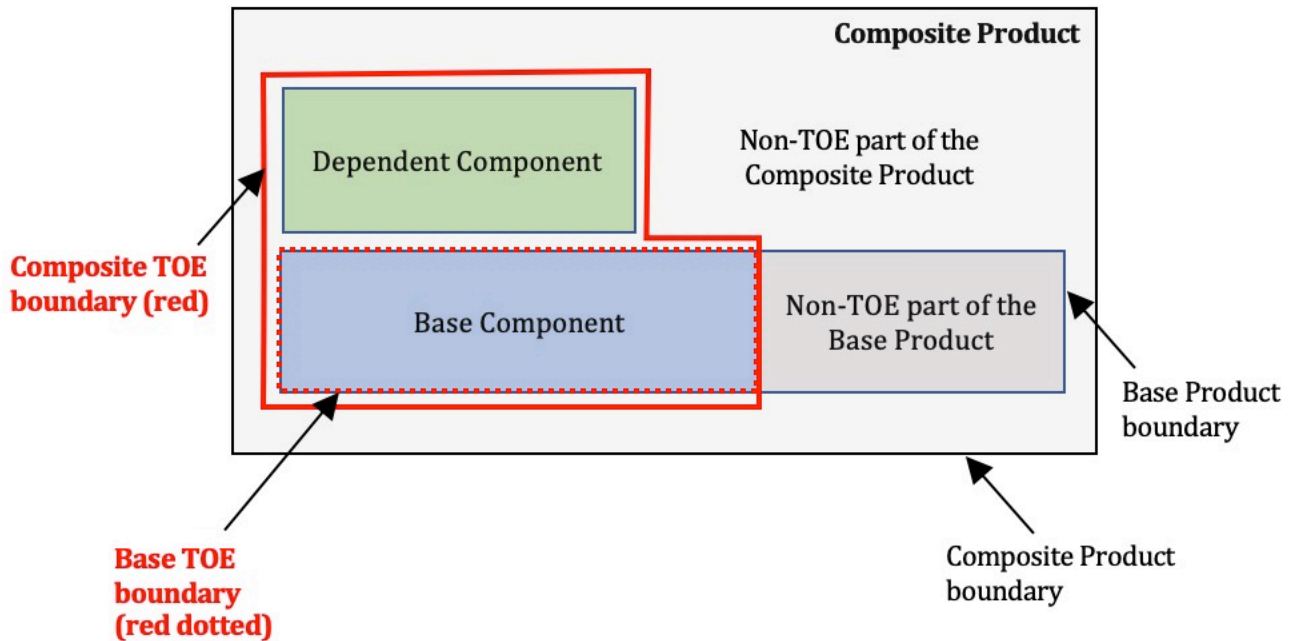 Composite Product
Dependent Component
Non-TOE part of the
Composite Product
Composite TOE
boundary (red)
Base Component
Non-TOE part of the
Base Product
Base Product
boundary
Base TOE
boundary
(red dotted)
Composite Product
boundary